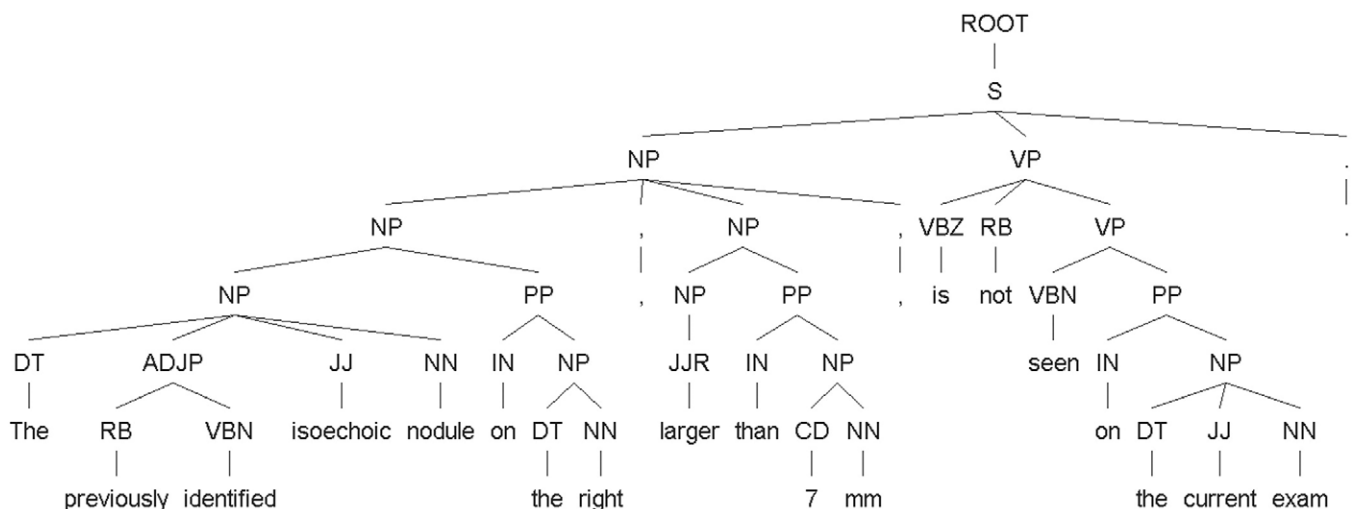 ROOT
S
NP VP .
NP , NP , VBZ RB VP .
NP PP , NP PP , is not VBN PP
DT ADJP JJ NN IN NP JJR IN NP seen IN NP
The RB VBN isoechoic nodule on DT NN larger than CD NN on DT JJ NN
previously identified the right 7 mm the current exam